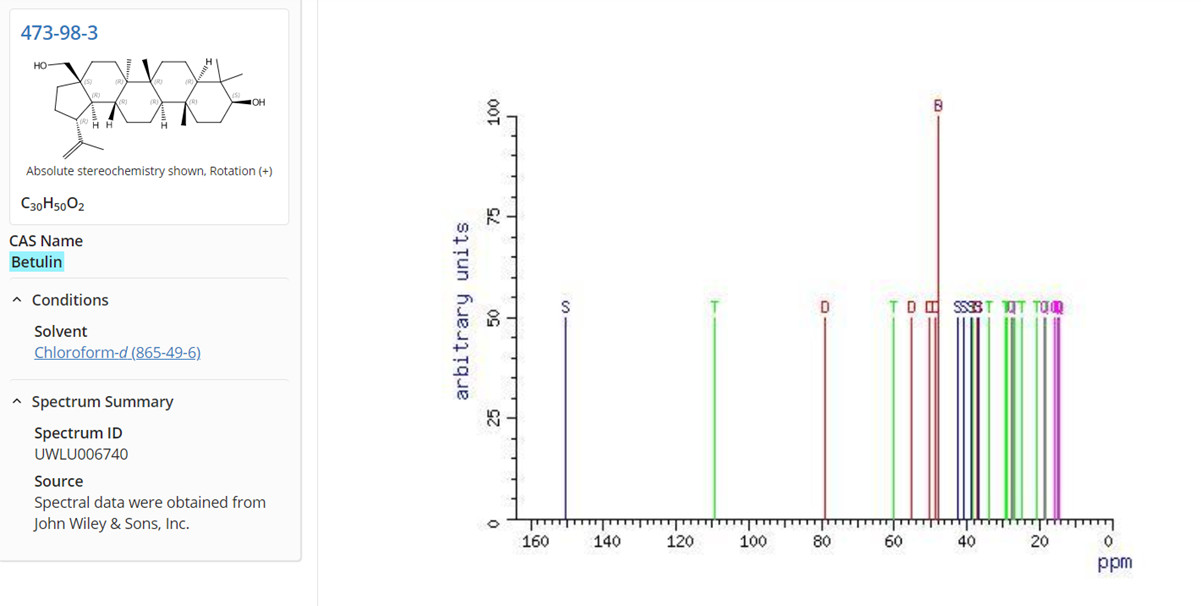 473-98-3
HO
H
(S)
(R)
(R)
(R)
(S)
OH
(R)
(R)
(R)
(R)
(R)
H
H
H
Absolute stereochemistry shown, Rotation (+)
C30H50O2
CAS Name
Betulin
Conditions
Solvent
Chloroform-d (865-49-6)
Spectrum Summary
Spectrum ID
UWLU006740
Source
Spectral data were obtained from
John Wiley & Sons, Inc.
arbitrary units
100
75
50
25
0
S T D T D S S S T T T T
160 140 120 100 80 60 40 20 0
ppm